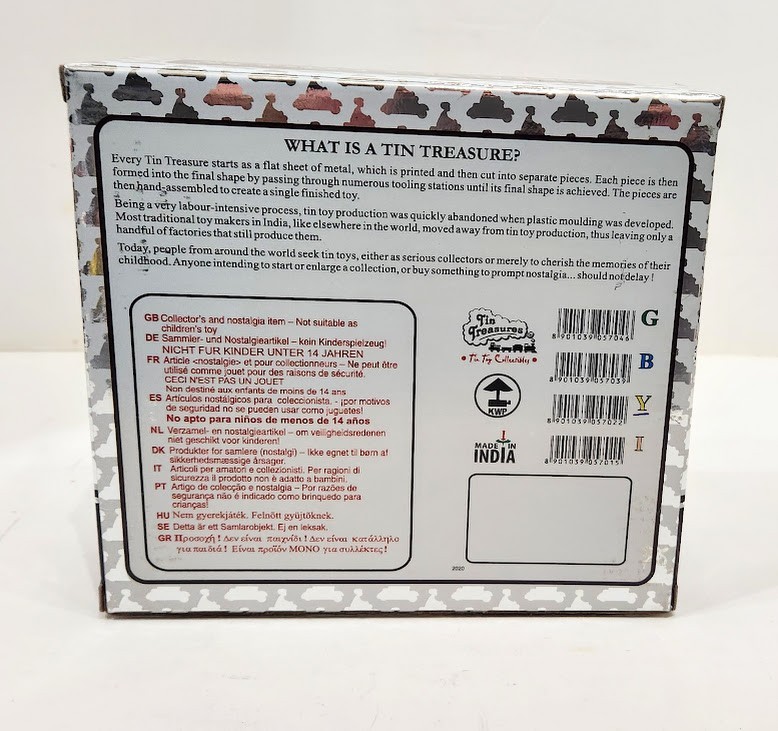 WHAT IS A TIN TREASURE?
Every Tin Treasure starts as a flat sheet of metal, which is printed and then cut into separate pieces. Each piece is then
formed into the final shape by passing through numerous tooling stations until its final shape is achieved. The pieces are
then hand-assembled to create a single finished toy.
Being a very labour-intensive process, tin toy production was quickly abandoned when plastic moulding was developed.
Most traditional toy makers in India, like elsewhere in the world, moved away from tin toy production, thus leaving only a
handful of factories that still produce them.
Today, people from around the world seek tin toys, either as serious collectors or merely to cherish the memories of their
childhood. Anyone intending to start or enlarge a collection, or buy something to prompt nostalgia... should not delay !
GB Collector's and nostalgia item – Not suitable as
children's toy
DE Sammler- und Nostalgieartikel – kein Kinderspielzeug!
NICHT FUR KINDER UNTER 14 JAHREN
FR Article <nostalgie> et pour collectionneurs – Ne peut être
utilisé comme jouet pour des raisons de sécurité.
CECI N'EST PAS UN JOUET
Non destiné aux enfants de moins de 14 ans
ES Artículos nostálgicos para coleccionista. - ¡por motivos
de seguridad no se pueden usar como juguetes!
No apto para niños de menos de 14 años
NL Verzamel- en nostalgieartikel – om veiligheidsredenen
niet geschikt voor kinderen!
DK Produkter for samlere (nostalgi) – Ikke egnet til børn af
sikkerhedsmæssige årsager.
IT Articoli per amatori e collezionisti. Per ragioni di
sicurezza il prodotto non è adatto a bambini.
PT Artigo de colecção e nostalgia – Por razões de
segurança não é indicado como brinquedo para
crianças!
HU Nem gyerekjáték. Felnőtt gyüjtőknek.
SE Detta är ett Samlarobjekt. Ej en leksak.
GR Προσοχή ! Δεν είναι παιχνίδι ! Δεν είναι κατάλληλο
για παιδιά ! Είναι προϊόν ΜΟΝΟ για συλλέκτες !
Tin
Treasures
• Tin Toy Collectibles •
KWP
MADE IN
INDIA
8 901039 057046 G
8 901039 057039 B
8 901039 057022 Y
8 901039 057015 I
2020